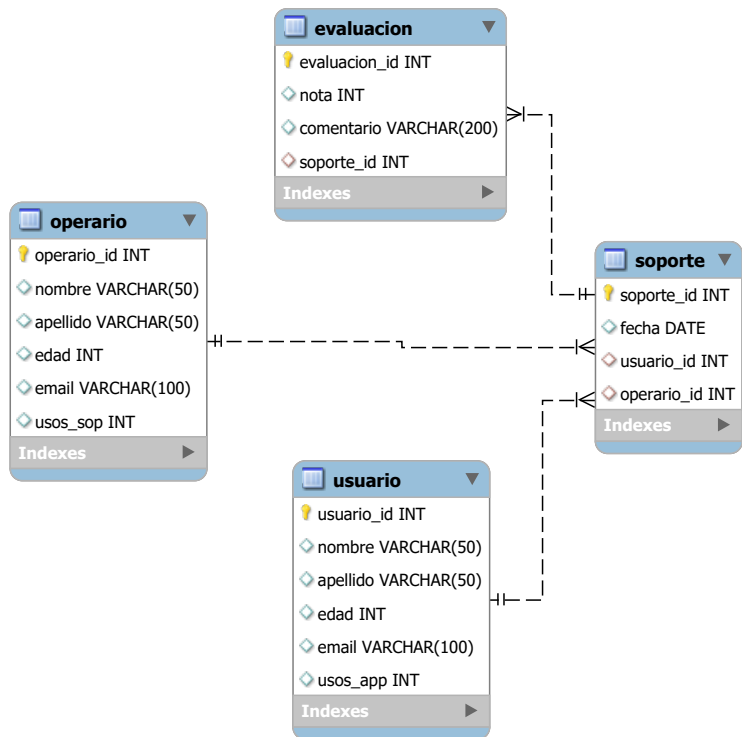 evaluacion
evaluacion_id INT
nota INT
comentario VARCHAR(200)
soporte_id INT
Indexes
operario
operario_id INT
nombre VARCHAR(50)
apellido VARCHAR(50)
edad INT
email VARCHAR(100)
usos_sop INT
Indexes
soporte
soporte_id INT
fecha DATE
usuario_id INT
operario_id INT
Indexes
usuario
usuario_id INT
nombre VARCHAR(50)
apellido VARCHAR(50)
edad INT
email VARCHAR(100)
usos_app INT
Indexes